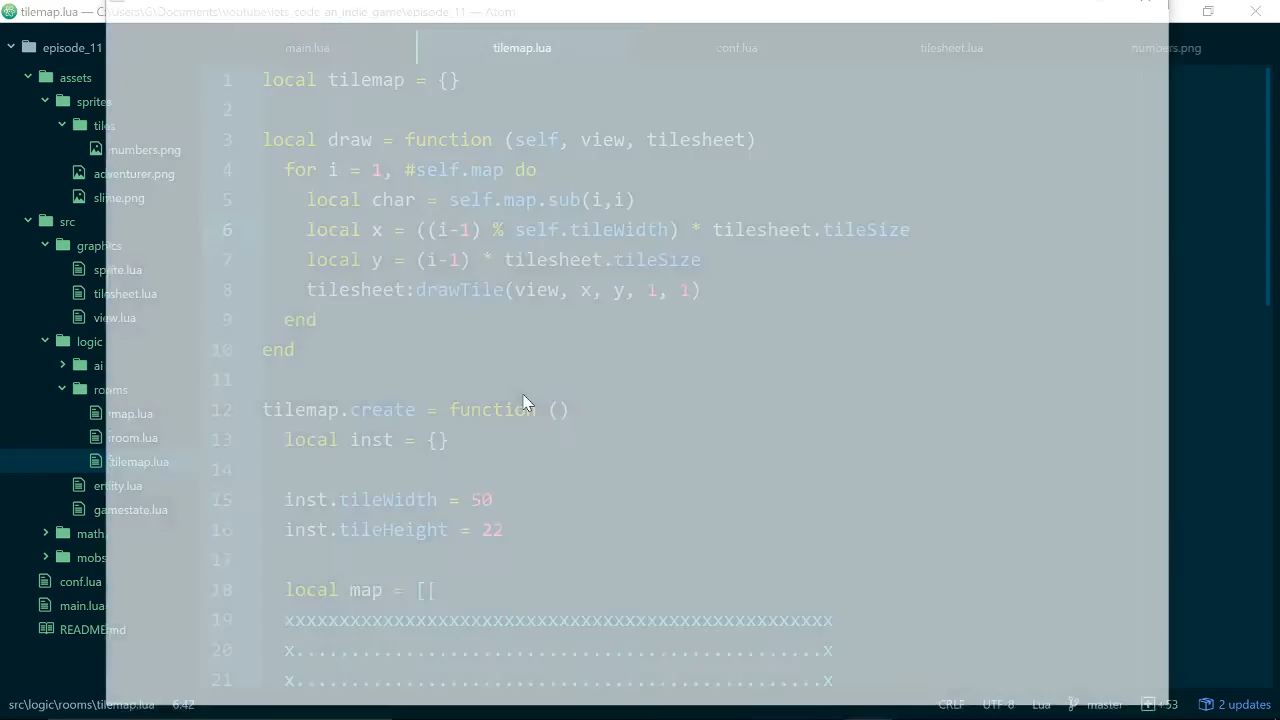 tilemap.lua — C:\Users\G\Documents\youtube\lets_code_an_indie_game\episode_11 — Atom
episode_11
assets
sprites
tiles
numbers.png
adventurer.png
slime.png
src
graphics
sprite.lua
tilesheet.lua
view.lua
logic
ai
rooms
map.lua
room.lua
tilemap.lua
entity.lua
gamestate.lua
math
mobs
conf.lua
main.lua
README.md
main.lua
tilemap.lua
conf.lua
tilesheet.lua
numbers.png
1 local tilemap = {}
2
3 local draw = function (self, view, tilesheet)
4 for i = 1, #self.map do
5 local char = self.map.sub(i,i)
6 local x = ((i-1) % self.tileWidth) * tilesheet.tileSize
7 local y = (i-1) * tilesheet.tileSize
8 tilesheet:drawTile(view, x, y, 1, 1)
9 end
10 end
11
12 tilemap.create = function ()
13 local inst = {}
14
15 inst.tileWidth = 50
16 inst.tileHeight = 22
17
18 local map = [[
19 xxxxxxxxxxxxxxxxxxxxxxxxxxxxxxxxxxxxxxxxxxxxxxxxxx
20 x................................................x
21 x................................................x
src\logic\rooms\tilemap.lua 6:42
CRLF UTF-8 Lua master +53 2 updates